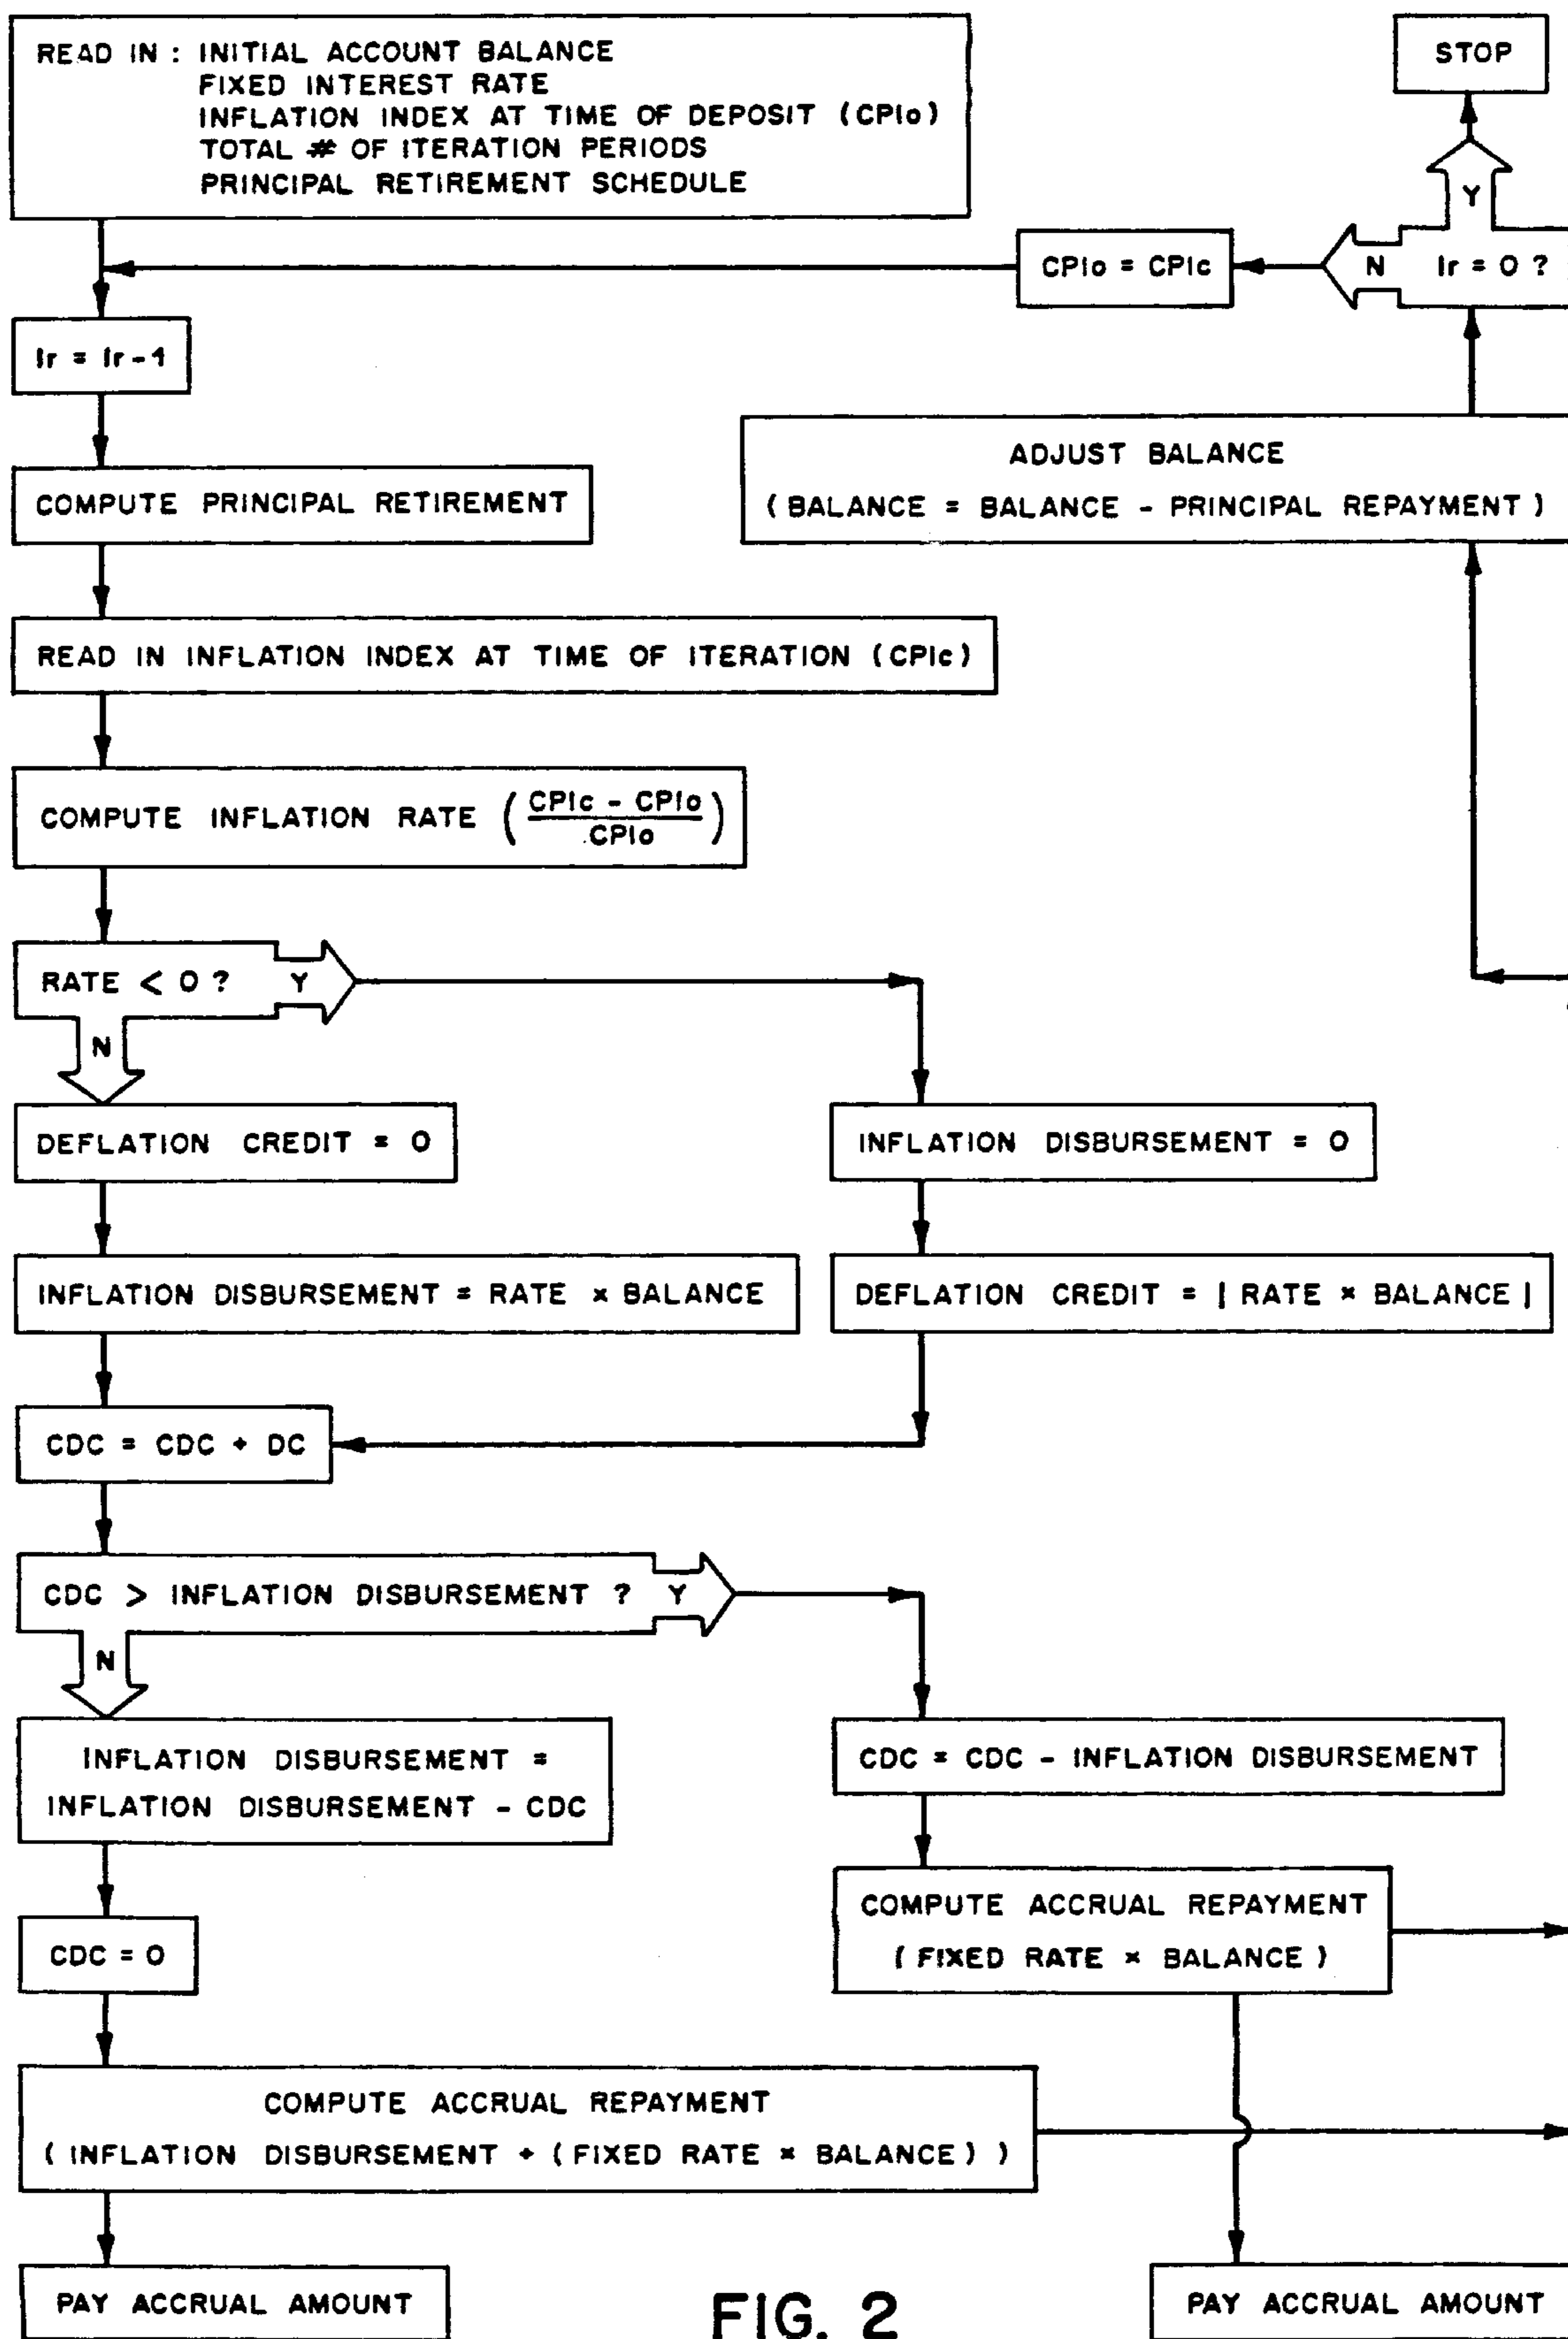 READ IN : INITIAL ACCOUNT BALANCE
FIXED INTEREST RATE
INFLATION INDEX AT TIME OF DEPOSIT (CPIo)
TOTAL # OF ITERATION PERIODS
PRINCIPAL RETIREMENT SCHEDULE
STOP
Y
CPIo = CPIc
N
Ir = 0 ?
Ir = Ir-1
ADJUST BALANCE
( BALANCE = BALANCE - PRINCIPAL REPAYMENT )
COMPUTE PRINCIPAL RETIREMENT
READ IN INFLATION INDEX AT TIME OF ITERATION (CPIc)
COMPUTE INFLATION RATE ( CPIc - CPIo
CPIo )
RATE < 0 ? Y
N
DEFLATION CREDIT = 0
INFLATION DISBURSEMENT = 0
INFLATION DISBURSEMENT = RATE x BALANCE
DEFLATION CREDIT = | RATE x BALANCE |
CDC = CDC + DC
CDC > INFLATION DISBURSEMENT ? Y
N
INFLATION DISBURSEMENT =
INFLATION DISBURSEMENT - CDC
CDC = CDC - INFLATION DISBURSEMENT
COMPUTE ACCRUAL REPAYMENT
( FIXED RATE x BALANCE )
CDC = 0
COMPUTE ACCRUAL REPAYMENT
( INFLATION DISBURSEMENT + ( FIXED RATE x BALANCE ) )
PAY ACCRUAL AMOUNT
FIG. 2
PAY ACCRUAL AMOUNT